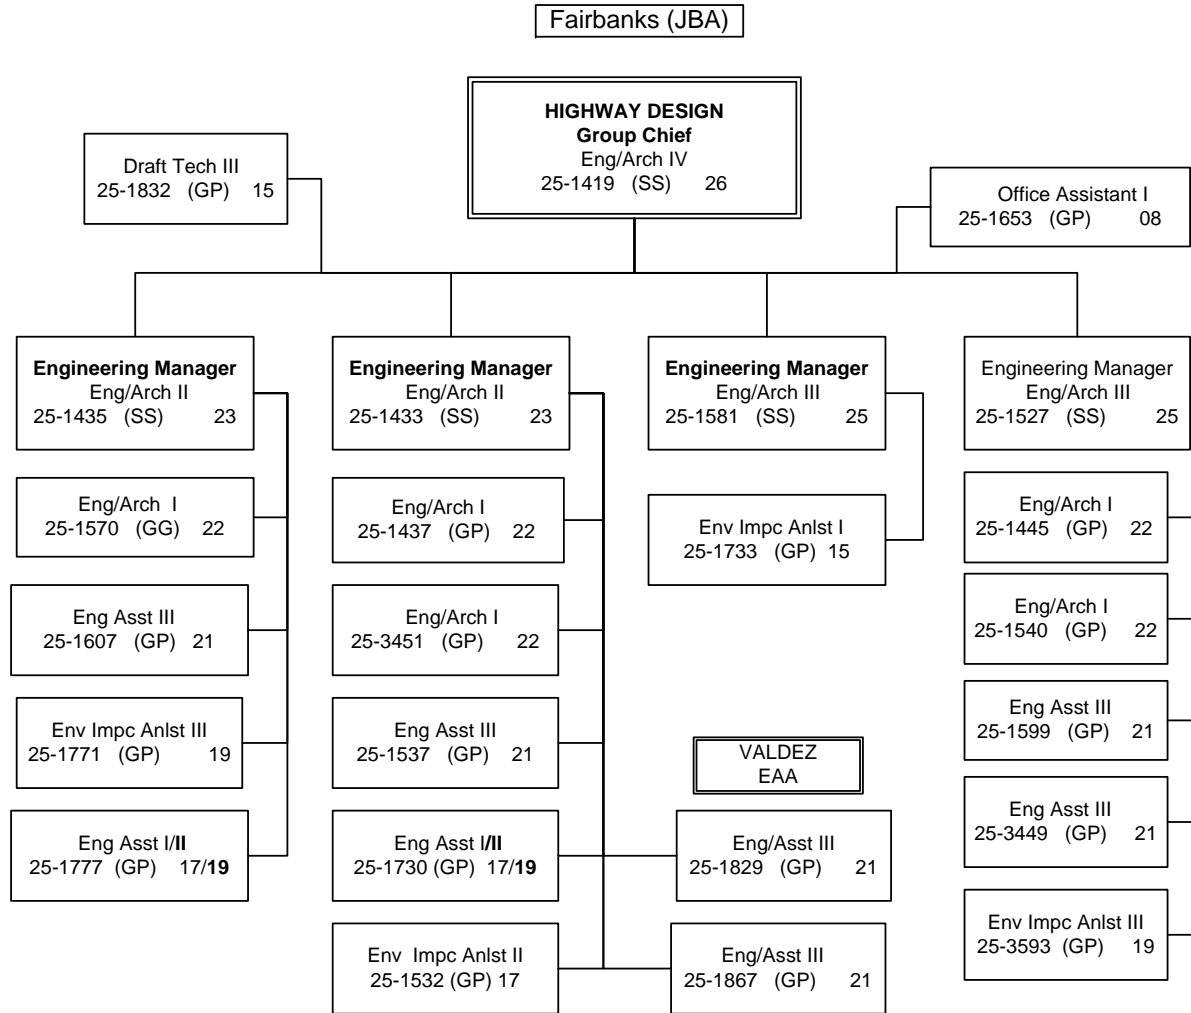 Fairbanks (JBA)
HIGHWAY DESIGN
Group Chief
Eng/Arch IV
25-1419 (SS) 26
Draft Tech III
25-1832 (GP) 15
Office Assistant I
25-1653 (GP) 08
Engineering Manager
Eng/Arch II
25-1435 (SS) 23
Eng/Arch I
25-1570 (GG) 22
Eng Asst III
25-1607 (GP) 21
Env Impc Anlst III
25-1771 (GP) 19
Eng Asst I/II
25-1777 (GP) 17/19
Engineering Manager
Eng/Arch II
25-1433 (SS) 23
Eng/Arch I
25-1437 (GP) 22
Eng/Arch I
25-3451 (GP) 22
Eng Asst III
25-1537 (GP) 21
Eng Asst I/II
25-1730 (GP) 17/19
Env Impc Anlst II
25-1532 (GP) 17
Engineering Manager
Eng/Arch III
25-1581 (SS) 25
Env Impc Anlst I
25-1733 (GP) 15
VALDEZ
EAA
Eng/Asst III
25-1829 (GP) 21
Eng/Asst III
25-1867 (GP) 21
Engineering Manager
Eng/Arch III
25-1527 (SS) 25
Eng/Arch I
25-1445 (GP) 22
Eng/Arch I
25-1540 (GP) 22
Eng Asst III
25-1599 (GP) 21
Eng Asst III
25-3449 (GP) 21
Env Impc Anlst III
25-3593 (GP) 19